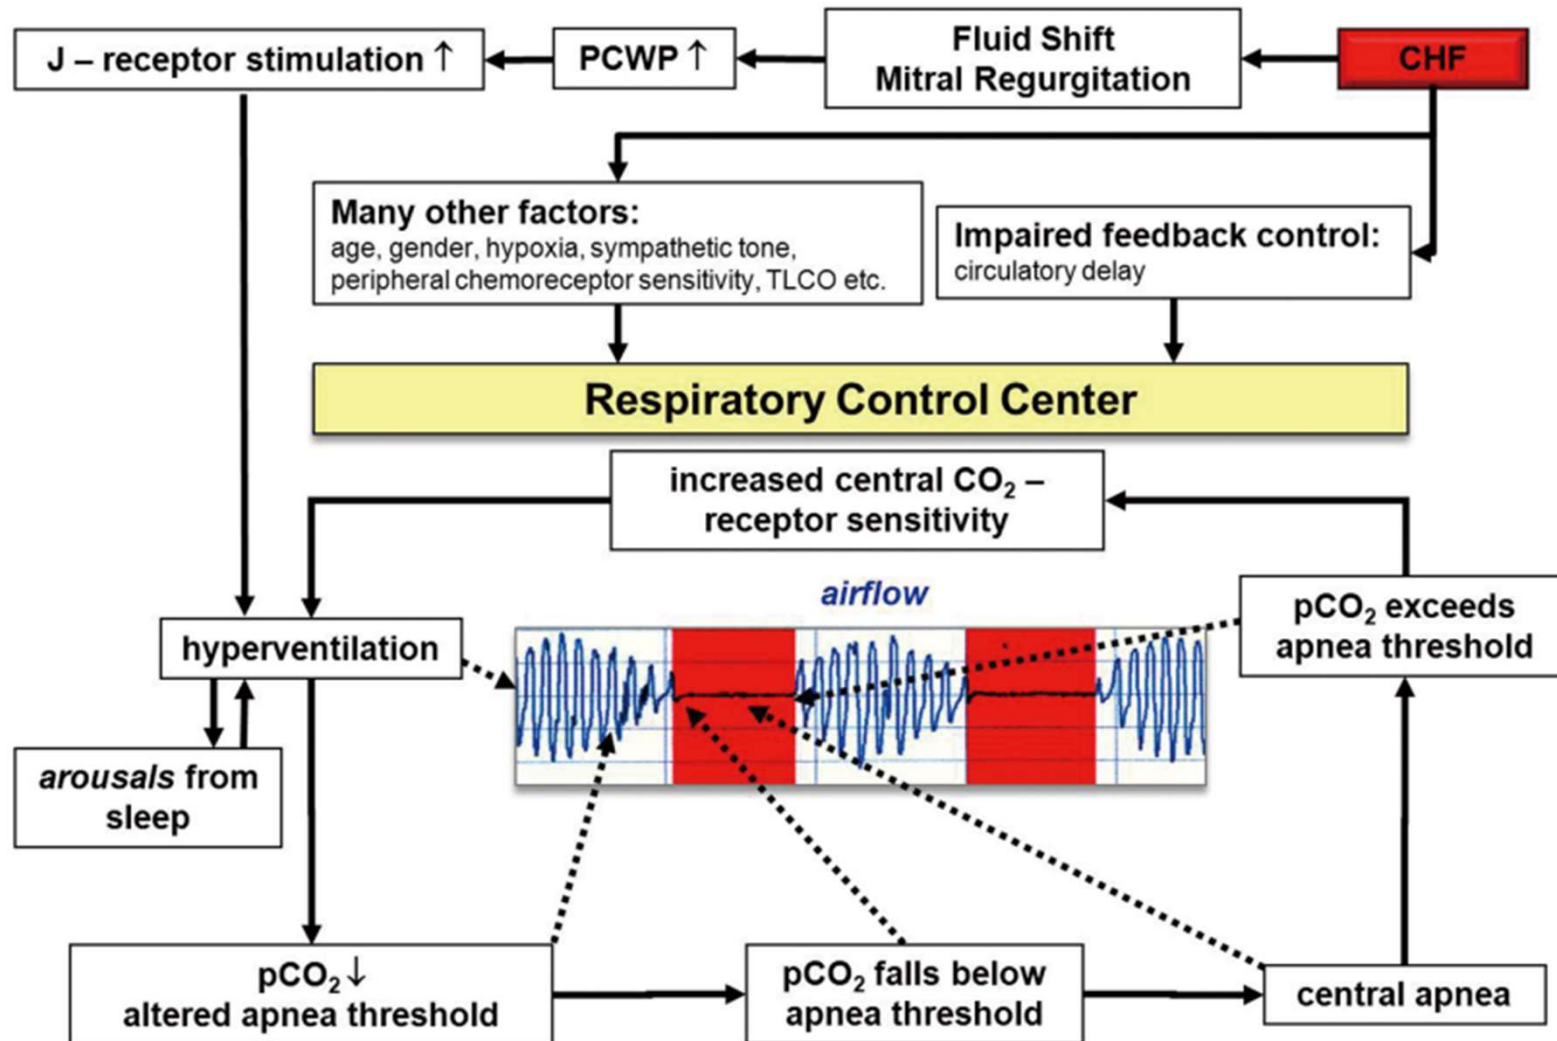 J – receptor stimulation ↑
PCWP ↑
Fluid Shift
Mitral Regurgitation
CHF
Many other factors:
age, gender, hypoxia, sympathetic tone,
peripheral chemoreceptor sensitivity, TLCO etc.
Impaired feedback control:
circulatory delay
Respiratory Control Center
increased central CO₂ –
receptor sensitivity
airflow
pCO₂ exceeds
apnea threshold
hyperventilation
arousals from
sleep
pCO₂ ↓
altered apnea threshold
pCO₂ falls below
apnea threshold
central apnea